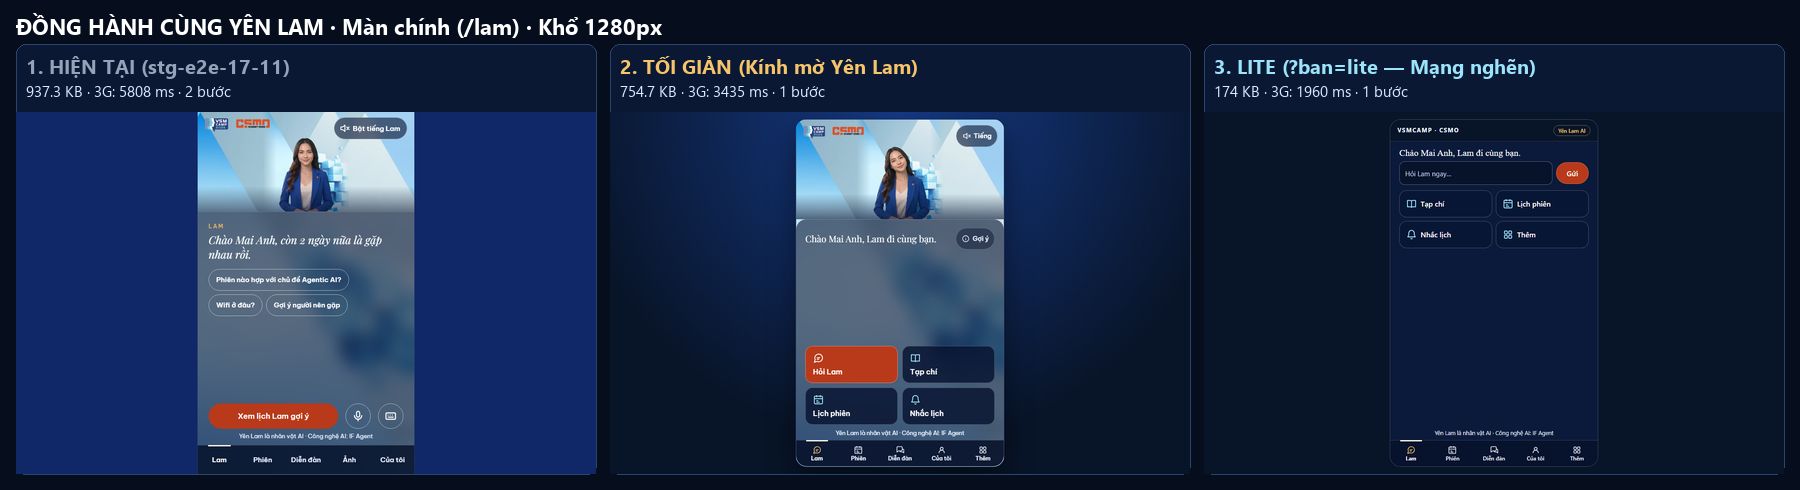 ĐỒNG HÀNH CÙNG YÊN LAM · Màn chính (/lam) · Khổ 1280px
1. HIỆN TẠI (stg-e2e-17-11)
937.3 KB · 3G: 5808 ms · 2 bước
VSM CAMP
CSMO
Bật tiếng Lam
LAM
Chào Mai Anh, còn 2 ngày nữa là gặp
nhau rồi.
Phiên nào hợp với chủ đề Agentic AI?
Wifi ở đâu?
Gợi ý người nên gặp
Xem lịch Lam gợi ý
Yên Lam là nhân vật AI · Công nghệ AI: IF Agent
Lam
Phiên
Diễn đàn
Ảnh
Của tôi
2. TỐI GIẢN (Kính mờ Yên Lam)
754.7 KB · 3G: 3435 ms · 1 bước
VSM CAMP
CSMO
Tiếng
Chào Mai Anh, Lam đi cùng bạn.
Gợi ý
Hỏi Lam
Tạp chí
Lịch phiên
Nhắc lịch
Yên Lam là nhân vật AI · Công nghệ AI: IF Agent
Lam
Phiên
Diễn đàn
Của tôi
Thêm
3. LITE (?ban=lite — Mạng nghẽn)
174 KB · 3G: 1960 ms · 1 bước
VSMCAMP · CSMO
Yên Lam AI
Chào Mai Anh, Lam đi cùng bạn.
Hỏi Lam ngay...
Gửi
Tạp chí
Lịch phiên
Nhắc lịch
Thêm
Yên Lam là nhân vật AI · Công nghệ AI: IF Agent
Lam
Phiên
Diễn đàn
Của tôi
Thêm